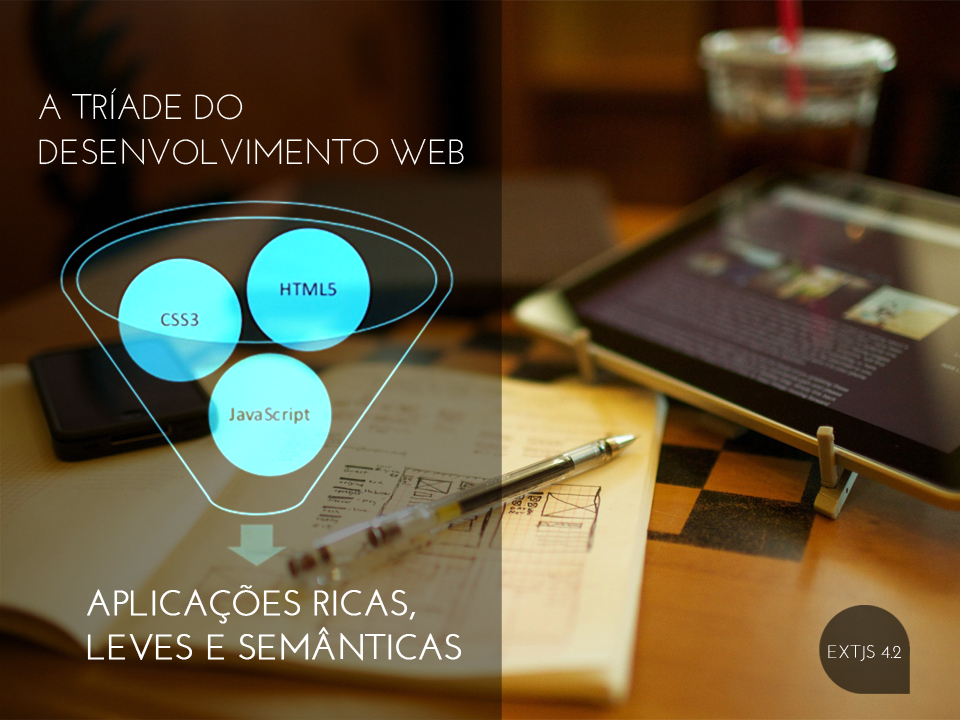 A TRÍADE DO
DESENVOLVIMENTO WEB
HTML5
CSS3
JavaScript
APLICAÇÕES RICAS,
LEVES E SEMÂNTICAS
EXTJS 4.2